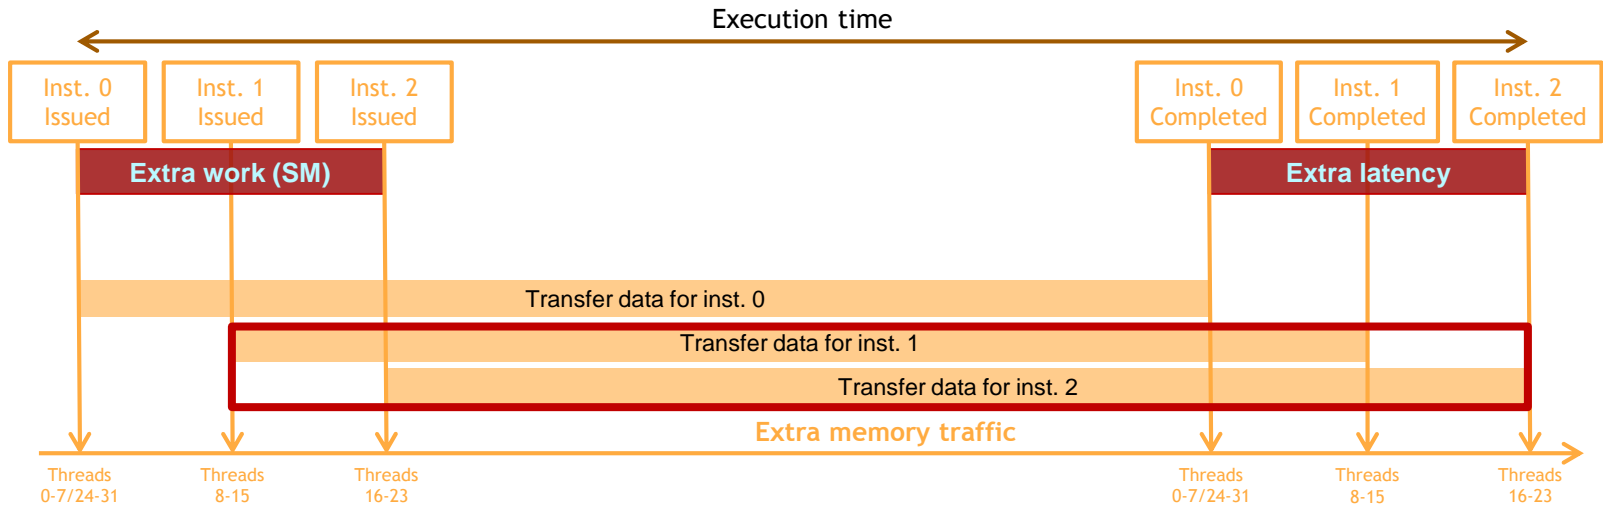 Execution time
Inst. 0
Issued
Inst. 1
Issued
Inst. 2
Issued
Inst. 0
Completed
Inst. 1
Completed
Inst. 2
Completed
Extra work (SM)
Extra latency
Transfer data for inst. 0
Transfer data for inst. 1
Transfer data for inst. 2
Extra memory traffic
Threads
0-7/24-31
Threads
8-15
Threads
16-23
Threads
0-7/24-31
Threads
8-15
Threads
16-23